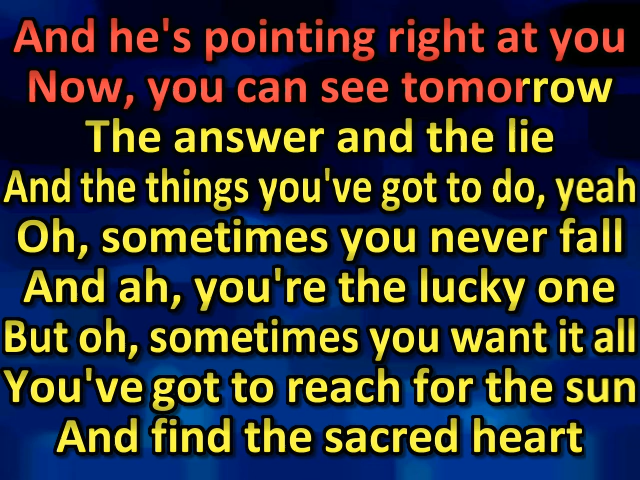 And he's pointing right at you
Now, you can see tomorrow
The answer and the lie
And the things you've got to do, yeah
Oh, sometimes you never fall
And ah, you're the lucky one
But oh, sometimes you want it all
You've got to reach for the sun
And find the sacred heart